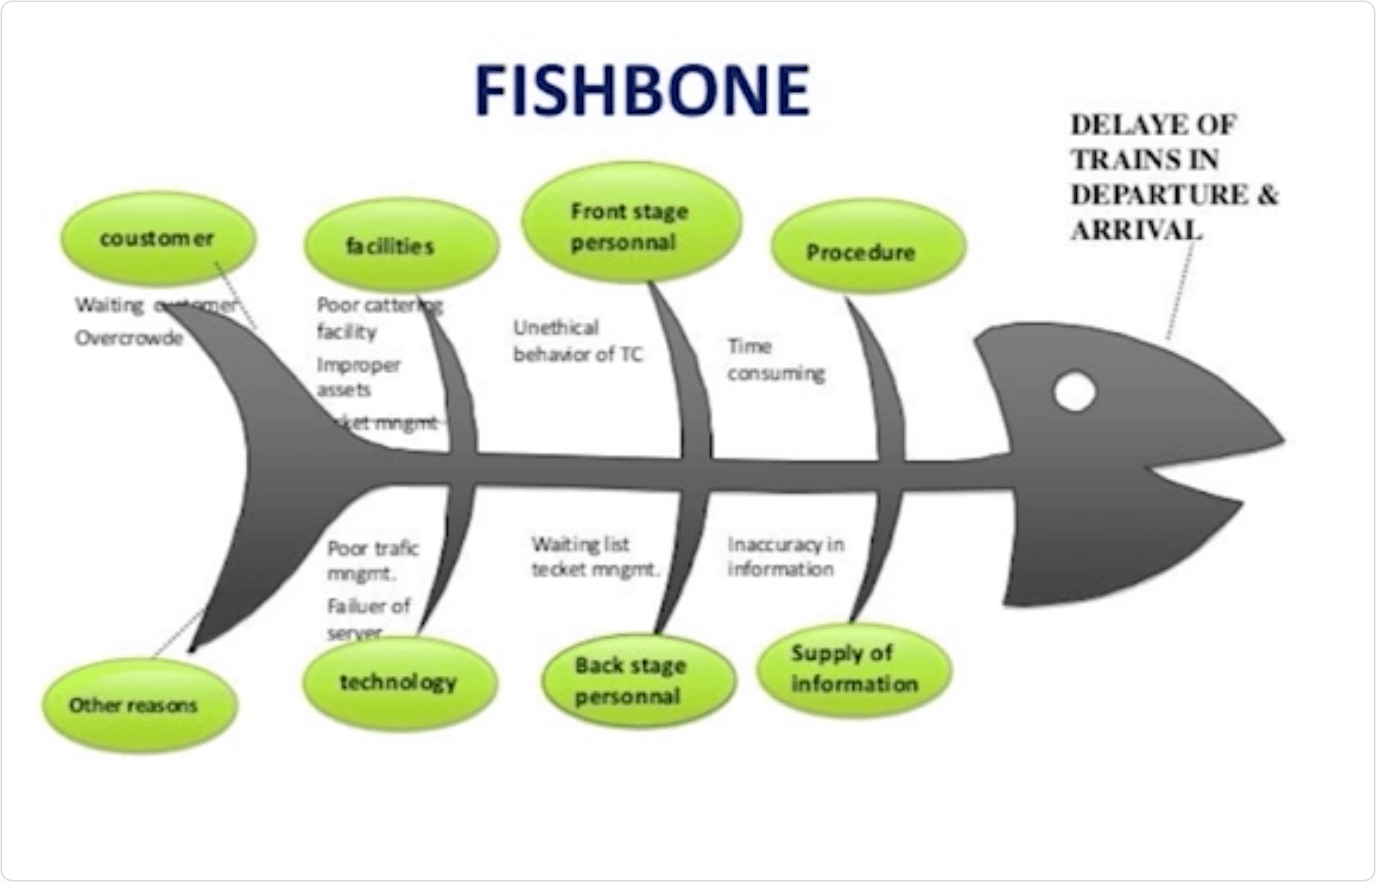 FISHBONE
DELAYE OF
TRAINS IN
DEPARTURE &
ARRIVAL
coustomer
facilities
Front stage
personnal
Procedure
Waiting customer
Overcrowde
Poor cattering
facility
Improper
assets
cket mngmt
Unethical
behavior of TC
Time
consuming
Poor trafic
mngmt.
Failuer of
server
Waiting list
tecket mngmt.
Inaccuracy in
information
Other reasons
technology
Back stage
personnal
Supply of
information